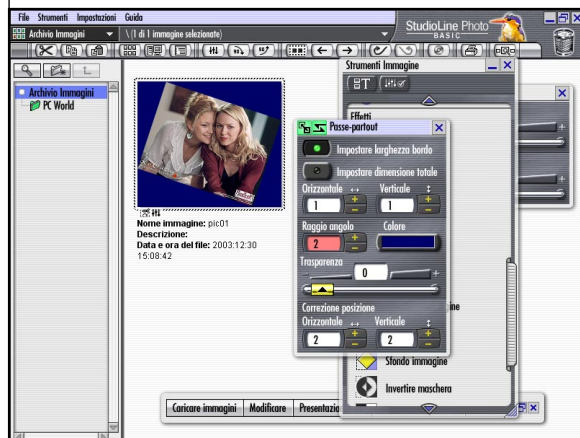 File Strumenti Impostazioni Guida
Archivio Immagini \(1 di 1 immagine selezionato)
StudioLine Photo
BASIC
Strumenti Immagine
Archivio Immagini
PC World
Effetti
Passe-partout
Impostare larghezza bordo
Impostare dimensione totale
Orizzontale Verticale
1 1
Raggio angolo Colore
2
Trasparenza
- 0 +
Correzione posizione
Orizzontale Verticale
2 2
Nome immagine: pic01
Descrizione:
Data e ora del file: 2003:12:30
15:08:42
Sfondo immagine
Invertire maschera
Caricare immagini Modificare Presentazio